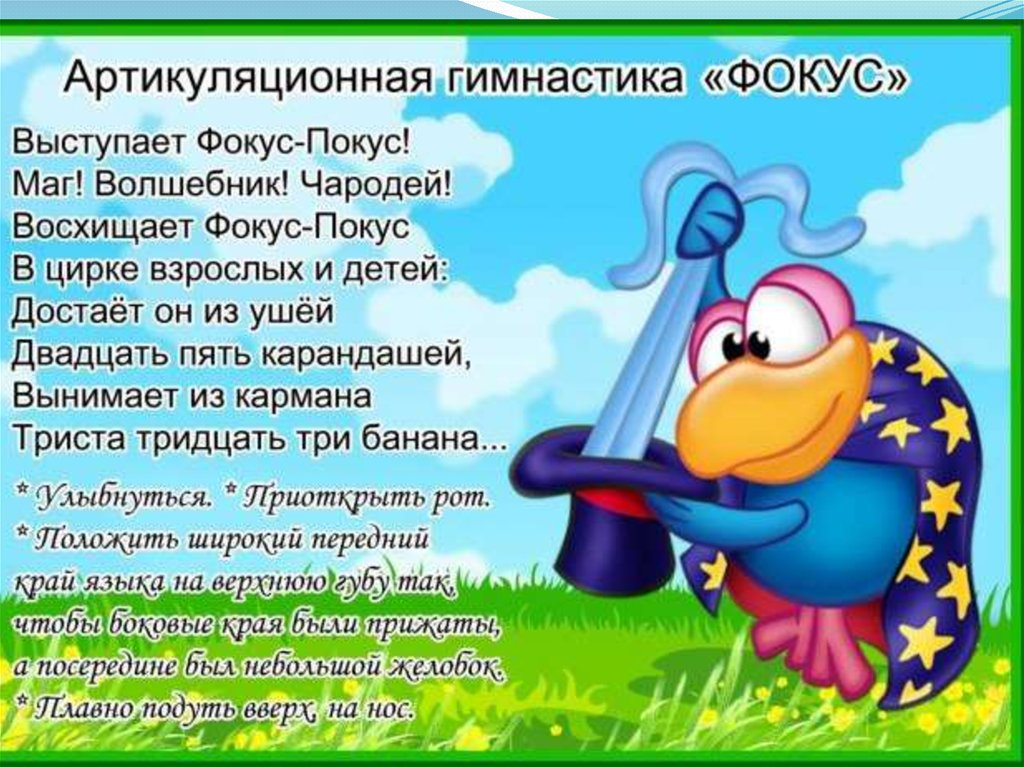 Артикуляционная гимнастика «ФОКУС»
Выступает Фокус-Покус!
Маг! Волшебник! Чародей!
Восхищает Фокус-Покус
В цирке взрослых и детей:
Достаёт он из ушёй
Двадцать пять карандашей,
Вынимает из кармана
Триста тридцать три банана...
* Улыбнуться. * Приоткрыть рот.
* Положить широкий передний
край языка на верхнюю губу так,
чтобы боковые края были прижаты,
а посередине был небольшой желобок.
* Плавно подуть вверх, на нос.